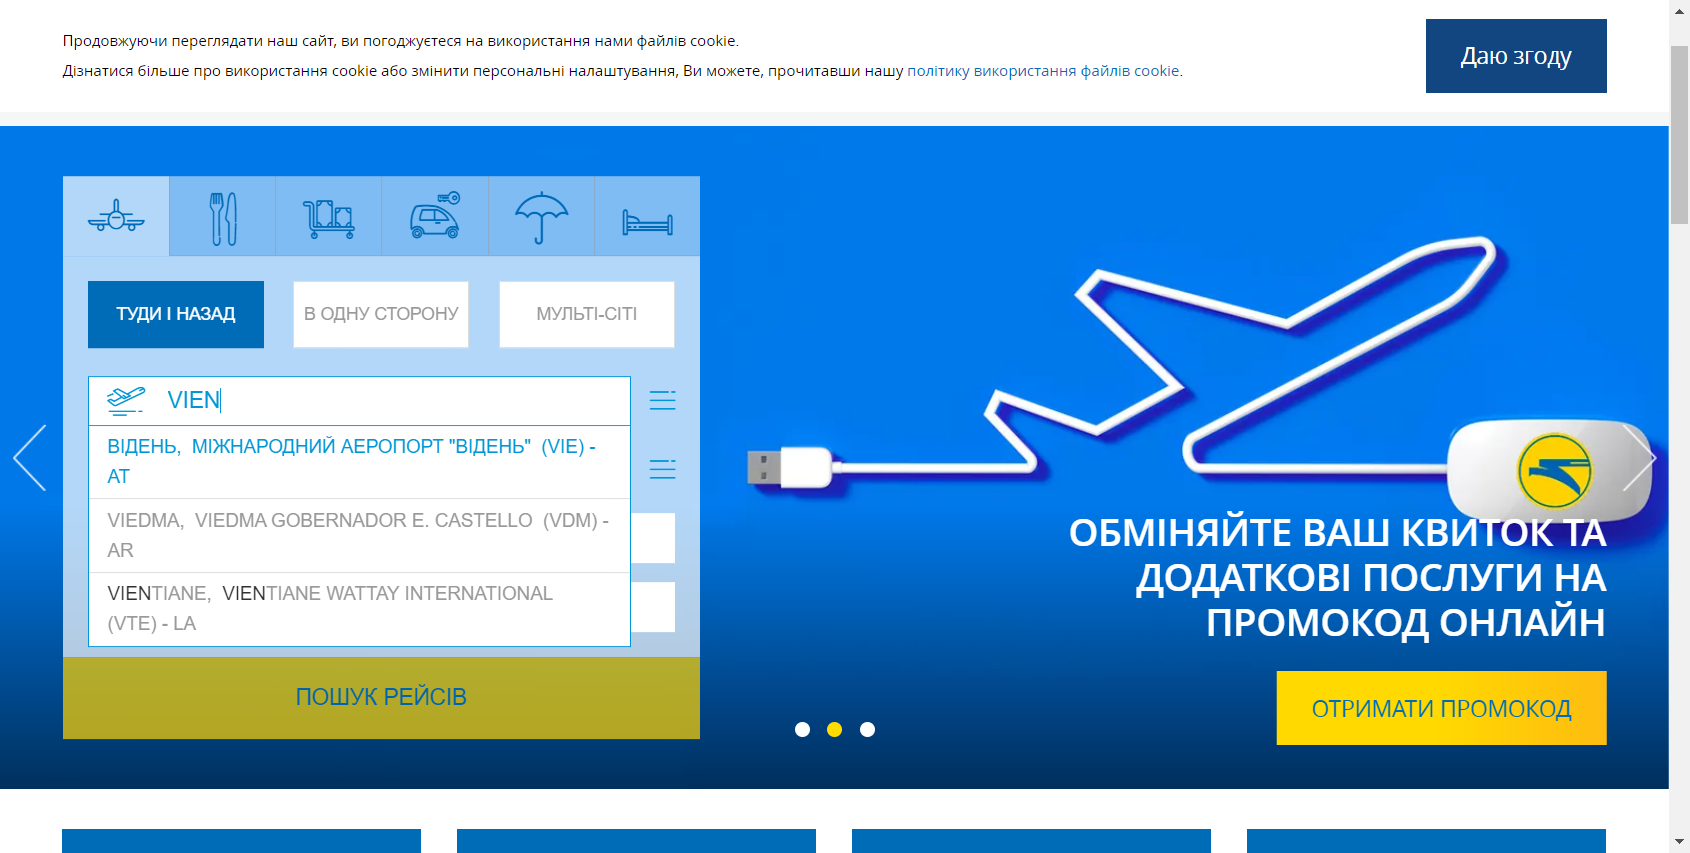 Продовжуючи переглядати наш сайт, ви погоджуєтеся на використання нами файлів cookie.
Дізнатися більше про використання cookie або змінити персональні налаштування, Ви можете, прочитавши нашу політику використання файлів cookie.
Даю згоду
ТУДИ І НАЗАД
В ОДНУ СТОРОНУ
МУЛЬТІ-СІТІ
VIEN
ВІДЕНЬ, МІЖНАРОДНИЙ АЕРОПОРТ "ВІДЕНЬ" (VIE) -
AT
VIEDMA, VIEDMA GOBERNADOR E. CASTELLO (VDM) -
AR
VIENTIANE, VIENTIANE WATTAY INTERNATIONAL
(VTE) - LA
ПОШУК РЕЙСІВ
ОБМІНЯЙТЕ ВАШ КВИТОК ТА
ДОДАТКОВІ ПОСЛУГИ НА
ПРОМОКОД ОНЛАЙН
ОТРИМАТИ ПРОМОКОД